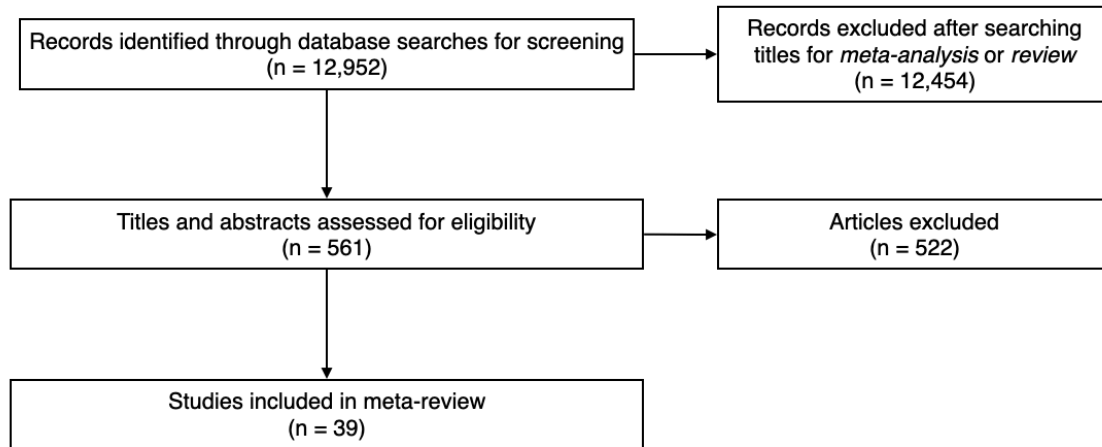 Records identified through database searches for screening
(n = 12,952)
Records excluded after searching
titles for meta-analysis or review
(n = 12,454)
Titles and abstracts assessed for eligibility
(n = 561)
Articles excluded
(n = 522)
Studies included in meta-review
(n = 39)